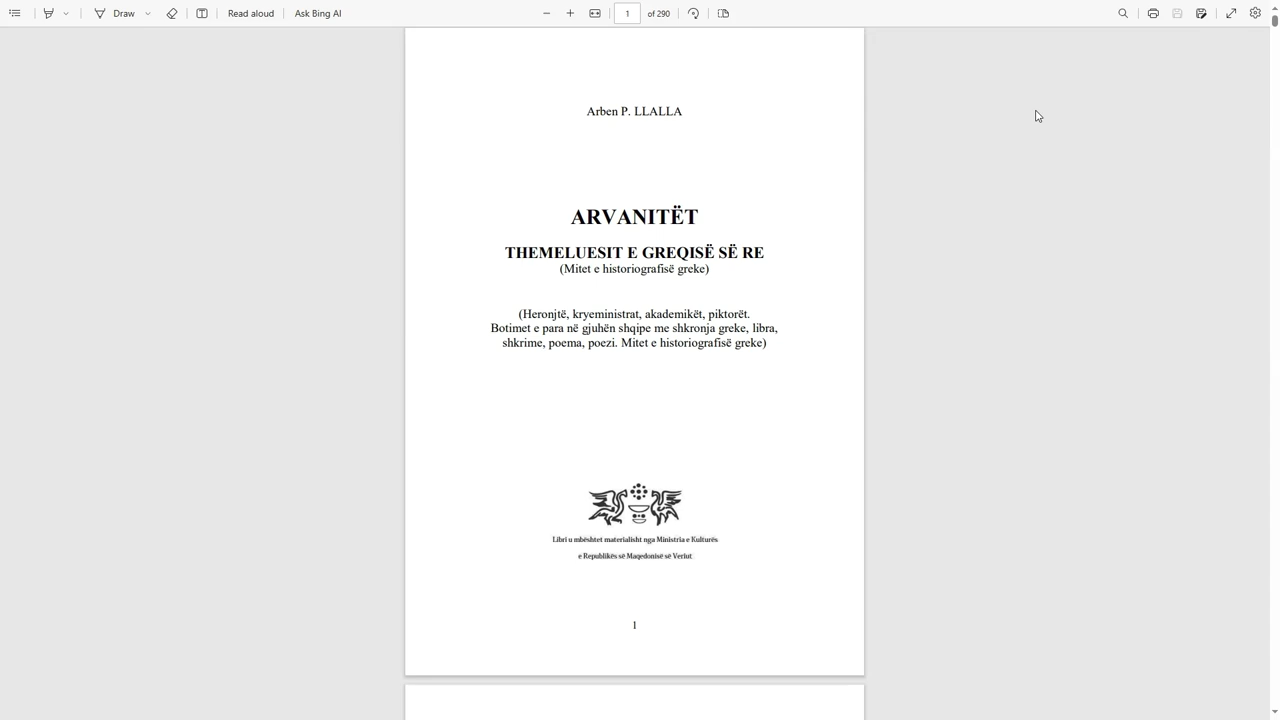 Draw
Read aloud
Ask Bing AI
1
of 290
Arben P. LLALLA
ARVANITËT
THEMELUESIT E GREQISË SË RE
(Mitet e historiografisë greke)
(Heronjtë, kryeministrat, akademikët, piktorët.
Botimet e para në gjuhën shqipe me shkronja greke, libra,
shkrime, poema, poezi. Mitet e historiografisë greke)
Libri u mbështet materialisht nga Ministria e Kulturës
e Republikës së Maqedonisë së Veriut
1